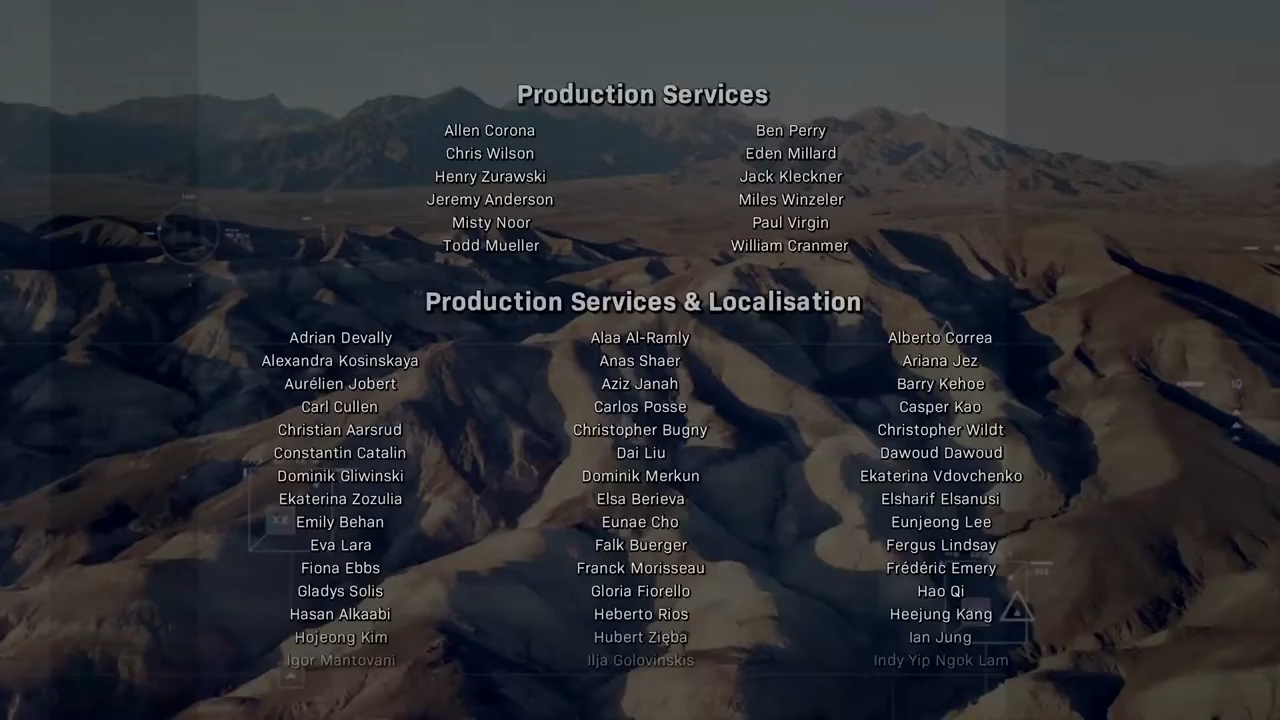 Production Services
Allen Corona Ben Perry
Chris Wilson Eden Millard
Henry Zurawski Jack Kleckner
Jeremy Anderson Miles Winzeler
Misty Noor Paul Virgin
Todd Mueller William Cranmer
Production Services & Localisation
Adrian Devally Alaa Al-Ramly Alberto Correa
Alexandra Kosinskaya Anas Shaer Ariana Jez
Aurélien Jobert Aziz Janah Barry Kehoe
Carl Cullen Carlos Posse Casper Kao
Christian Aarsrud Christopher Bugny Christopher Wildt
Constantin Catalin Dai Liu Dawoud Dawoud
Dominik Gliwinski Dominik Merkun Ekaterina Vdovchenko
Ekaterina Zozulia Elsa Berieva Elsharif Elsanusi
Emily Behan Eunae Cho Eunjeong Lee
Eva Lara Falk Buerger Fergus Lindsay
Fiona Ebbs Franck Morisseau Frédéric Emery
Gladys Solis Gloria Fiorello Hao Qi
Hasan Alkaabi Heberto Rios Heejung Kang
Hojeong Kim Hubert Zięba Ian Jung
Igor Mantovani Ilja Golovinskis Indy Yip Ngok Lam